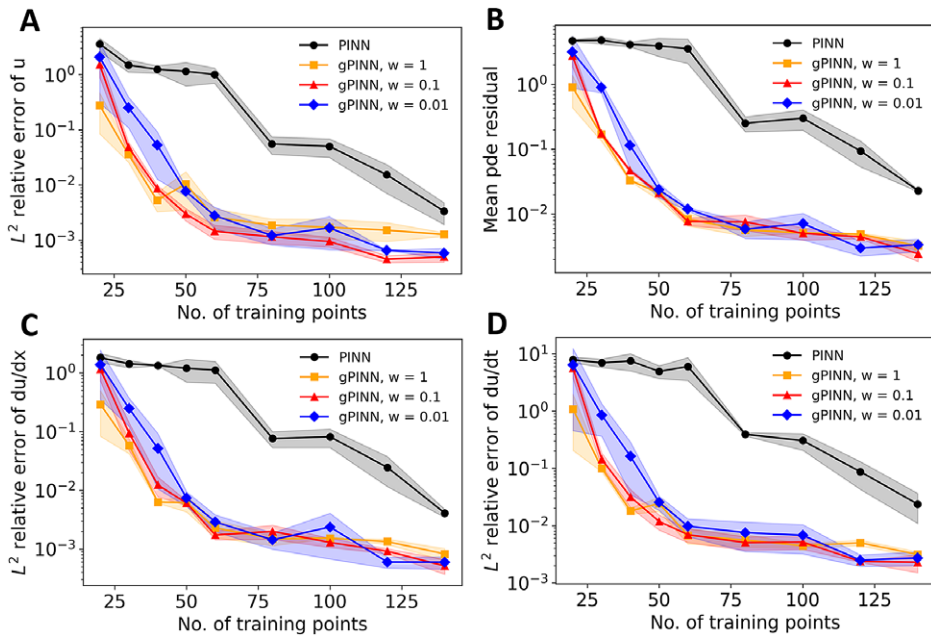 A
L² relative error of u
10⁰
10⁻¹
10⁻²
10⁻³
PINN
gPINN, w = 1
gPINN, w = 0.1
gPINN, w = 0.01
25 50 75 100 125
No. of training points
B
Mean pde residual
10⁰
10⁻¹
10⁻²
PINN
gPINN, w = 1
gPINN, w = 0.1
gPINN, w = 0.01
25 50 75 100 125
No. of training points
C
L² relative error of du/dx
10⁰
10⁻¹
10⁻²
10⁻³
PINN
gPINN, w = 1
gPINN, w = 0.1
gPINN, w = 0.01
25 50 75 100 125
No. of training points
D
L² relative error of du/dt
10¹
10⁰
10⁻¹
10⁻²
10⁻³
PINN
gPINN, w = 1
gPINN, w = 0.1
gPINN, w = 0.01
25 50 75 100 125
No. of training points